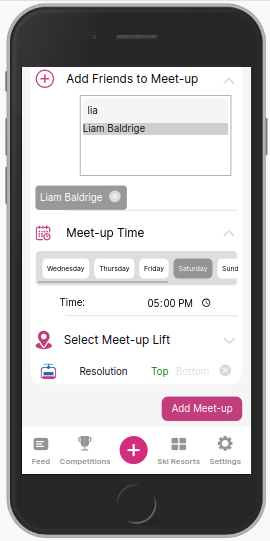 Add Friends to Meet-up
lia
Liam Baldrige
Liam Baldrige
Meet-up Time
Wednesday Thursday Friday Saturday Sund
Time: 05:00 PM
Select Meet-up Lift
Resolution Top Bottom
Add Meet-up
Feed Competitions Ski Resorts Settings